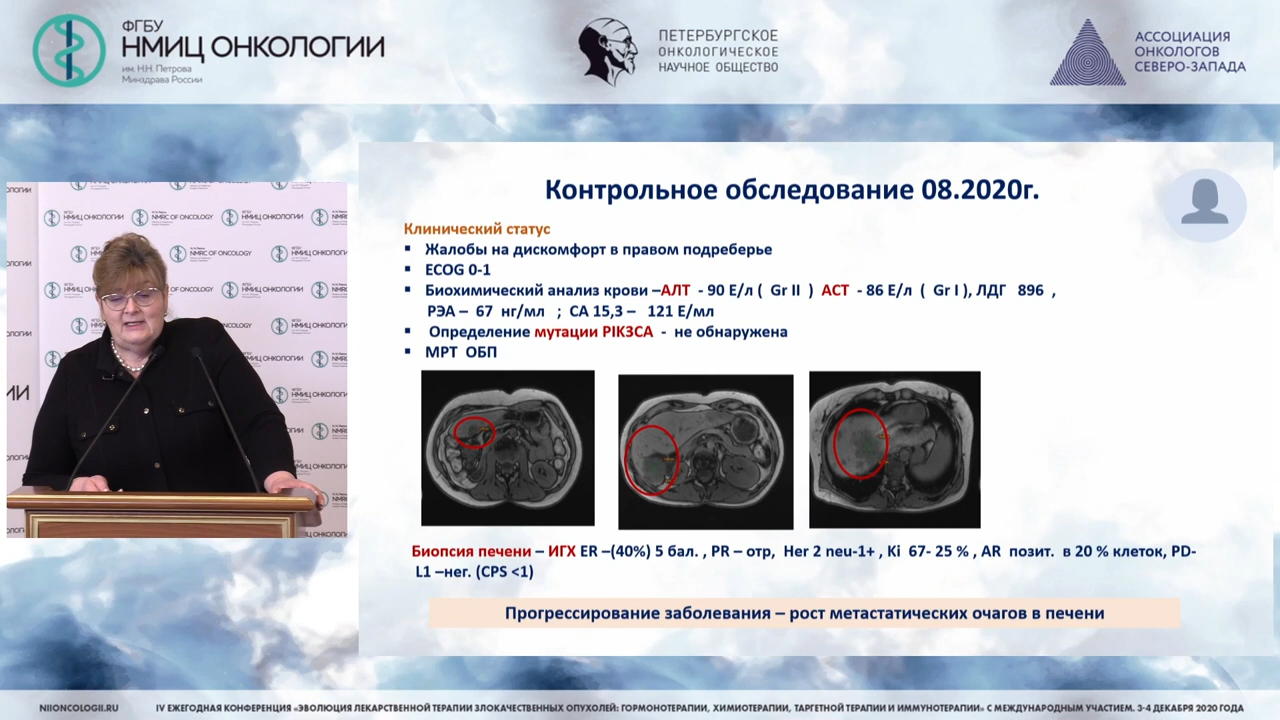 ФГБУ
НМИЦ ОНКОЛОГИИ
им. Н.Н. Петрова
Минздрава России
ПЕТЕРБУРГСКОЕ
ОНКОЛОГИЧЕСКОЕ
НАУЧНОЕ ОБЩЕСТВО
АССОЦИАЦИЯ
ОНКОЛОГОВ
СЕВЕРО-ЗАПАДА
Контрольное обследование 08.2020г.
Клинический статус
▪ Жалобы на дискомфорт в правом подреберье
▪ ECOG 0-1
▪ Биохимический анализ крови –АЛТ - 90 Е/л ( Gr II ) АСТ - 86 Е/л ( Gr I ), ЛДГ 896 ,
РЭА – 67 нг/мл ; СА 15,3 – 121 Е/мл
▪ Определение мутации PIK3CA - не обнаружена
▪ МРТ ОБП
Биопсия печени – ИГХ ER –(40%) 5 бал. , PR – отр, Her 2 neu-1+ , Ki 67- 25 % , AR позит. в 20 % клеток, PD-
L1 –нег. (CPS <1)
Прогрессирование заболевания – рост метастатических очагов в печени
NIIONCOLOGII.RU
IV ЕЖЕГОДНАЯ КОНФЕРЕНЦИЯ «ЭВОЛЮЦИЯ ЛЕКАРСТВЕННОЙ ТЕРАПИИ ЗЛОКАЧЕСТВЕННЫХ ОПУХОЛЕЙ: ГОРМОНОТЕРАПИИ, ХИМИОТЕРАПИИ, ТАРГЕТНОЙ ТЕРАПИИ И ИММУНОТЕРАПИИ» С МЕЖДУНАРОДНЫМ УЧАСТИЕМ. 3-4 ДЕКАБРЯ 2020 ГОДА